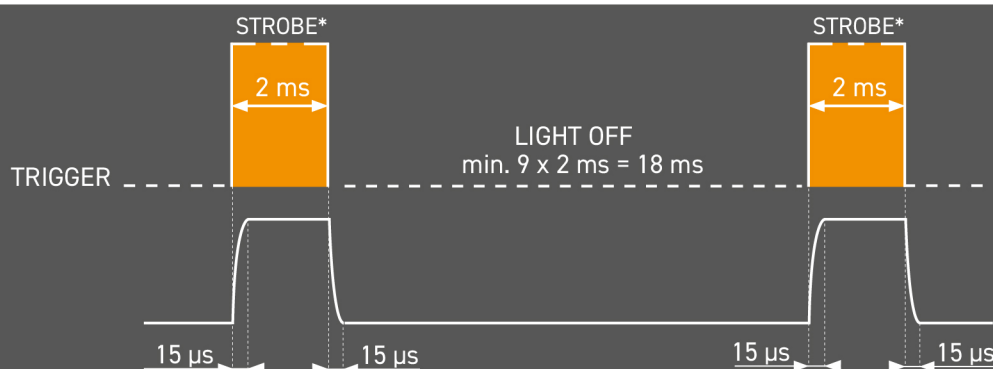 STROBE*
STROBE*
2 ms
2 ms
LIGHT OFF
min. 9 x 2 ms = 18 ms
TRIGGER
15 µs
15 µs
15 µs
15 µs